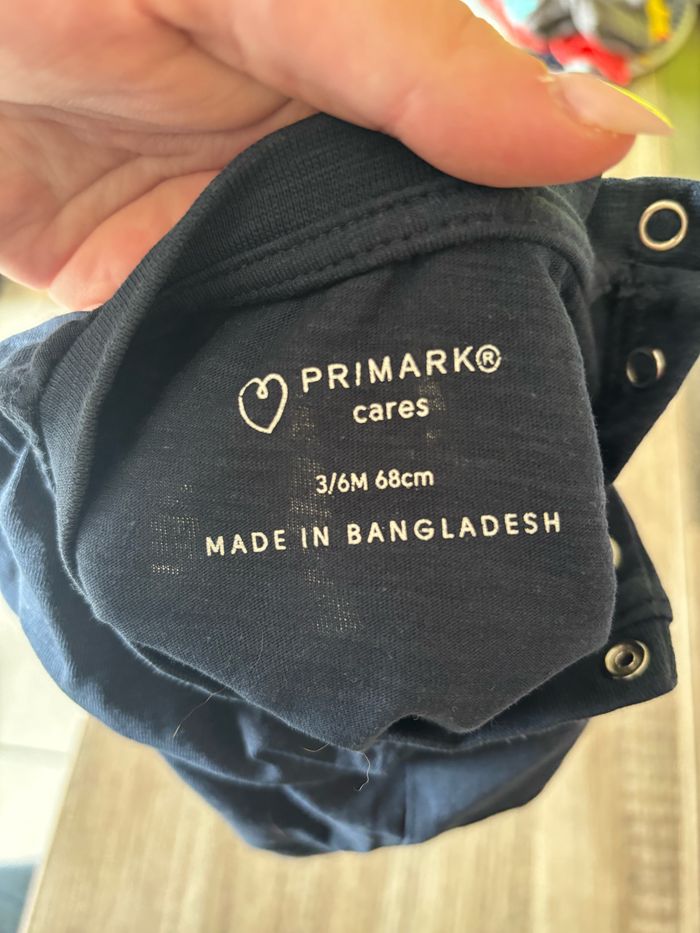 PRIMARK®
cares
3/6M 68cm
MADE IN BANGLADESH